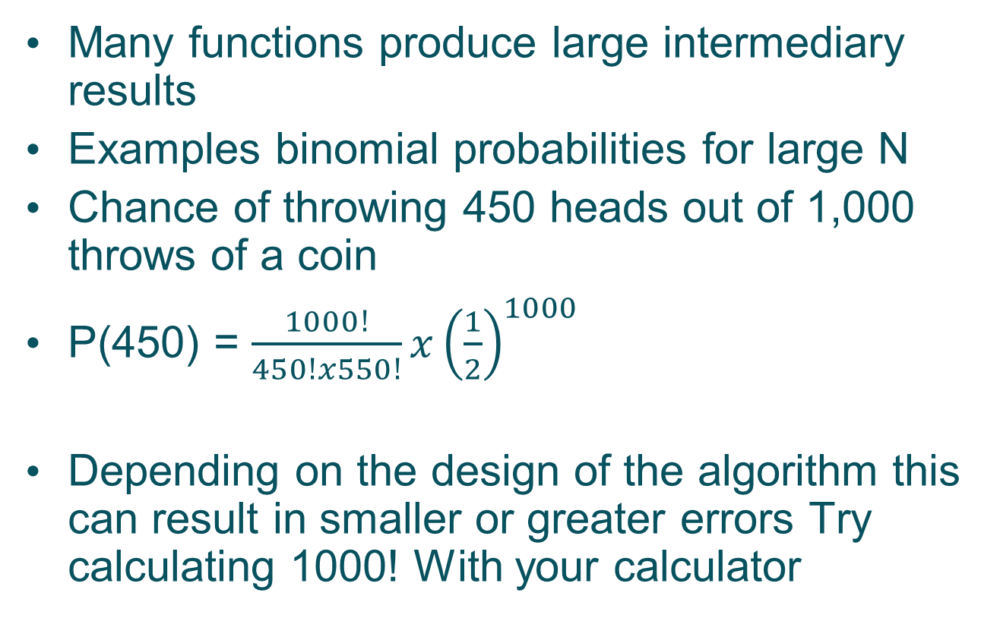 • Many functions produce large intermediary
results
• Examples binomial probabilities for large N
• Chance of throwing 450 heads out of 1,000
throws of a coin
• P(450) = \frac{1000!}{450!x550!} x \left(\frac{1}{2}\right)^{1000}
• Depending on the design of the algorithm this
can result in smaller or greater errors Try
calculating 1000! With your calculator